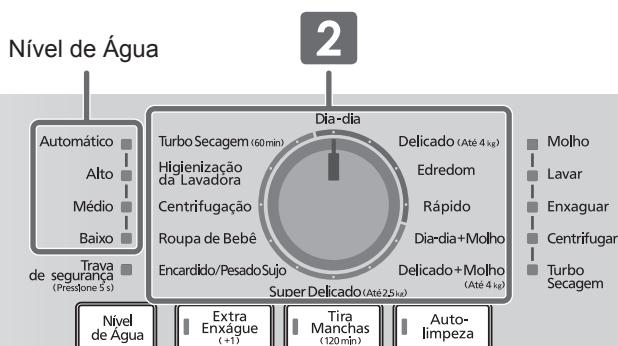 2
Nível de Água
Dia-dia
Automático
Alto
Médio
Baixo
Trava
de segurança
(Pressione 5 s)
Turbo Secagem (60 min)
Higienização
da Lavadora
Centrifugação
Roupa de Bebê
Encardido/Pesado Sujo
Super Delicado (Até 2,5 kg)
Delicado (Até 4 kg)
Edredom
Rápido
Dia-dia+Molho
Delicado+Molho
(Até 4 kg)
Molho
Lavar
Enxaguar
Centrifugar
Turbo
Secagem
Nível
de Água
Extra
Enxágue
(+1)
Tira
Manchas
(120 min)
Auto-
limpeza